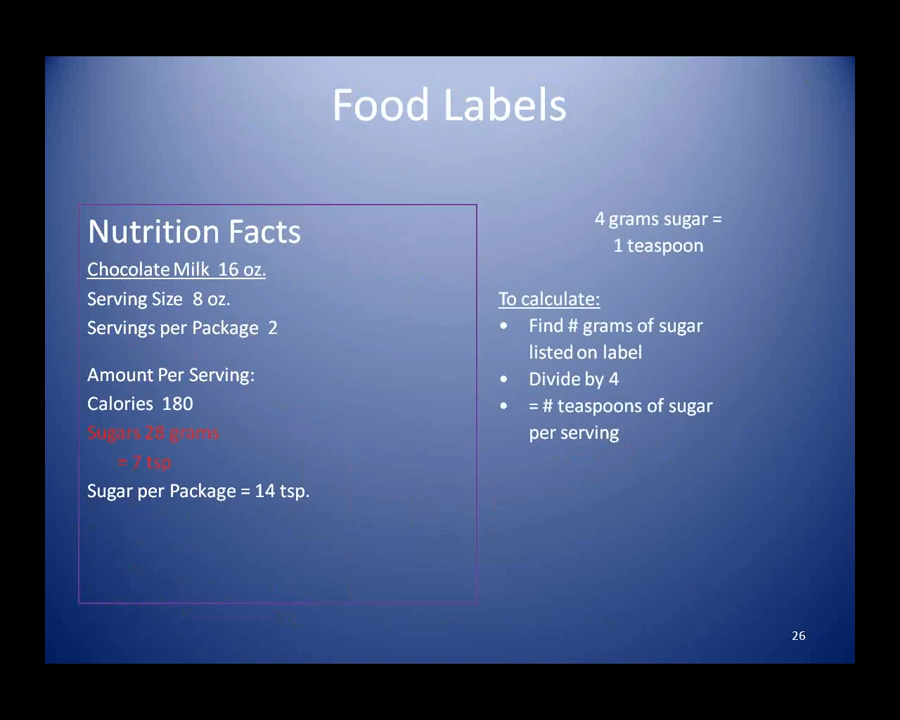 Food Labels
Nutrition Facts
Chocolate Milk 16 oz.
Serving Size 8 oz.
Servings per Package 2
Amount Per Serving:
Calories 180
Sugars 28 grams
= 7 tsp
Sugar per Package = 14 tsp.
4 grams sugar =
1 teaspoon
To calculate:
• Find # grams of sugar
listed on label
• Divide by 4
• = # teaspoons of sugar
per serving
26